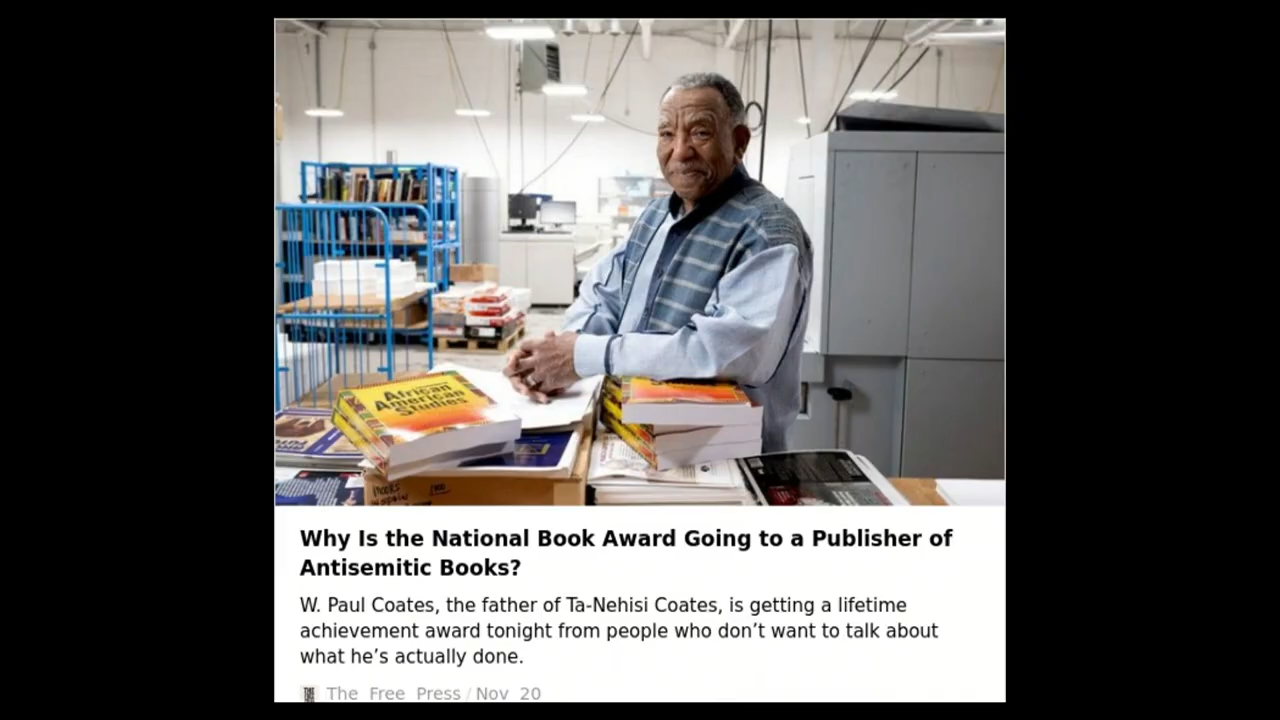 African
American
Studies
Why Is the National Book Award Going to a Publisher of
Antisemitic Books?
W. Paul Coates, the father of Ta-Nehisi Coates, is getting a lifetime
achievement award tonight from people who don’t want to talk about
what he’s actually done.
The Free Press / Nov 20